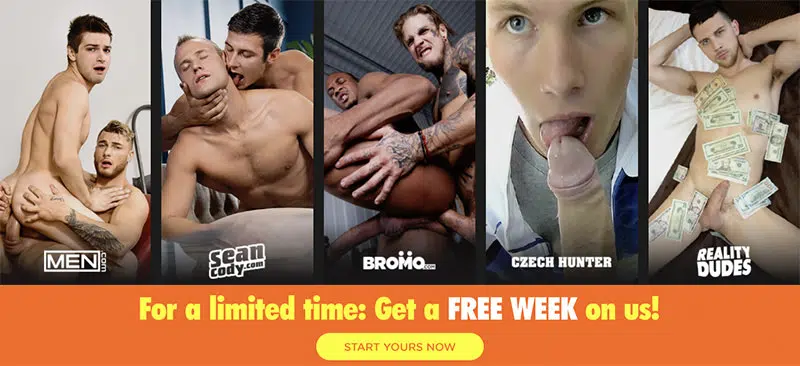 MEN.com
sean
cody.com
BROMO.COM
CZECH HUNTER
REALITY
DUDES
For a limited time: Get a FREE WEEK on us!
START YOURS NOW